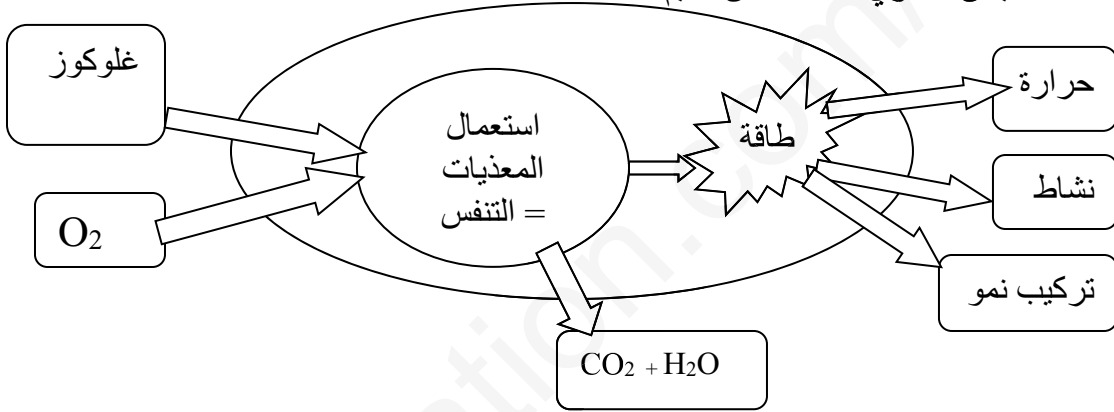 غلوكوز
O2
استعمال
المعذيات
= التنفس
طاقة
حرارة
نشاط
تركيب نمو
CO2 + H2O